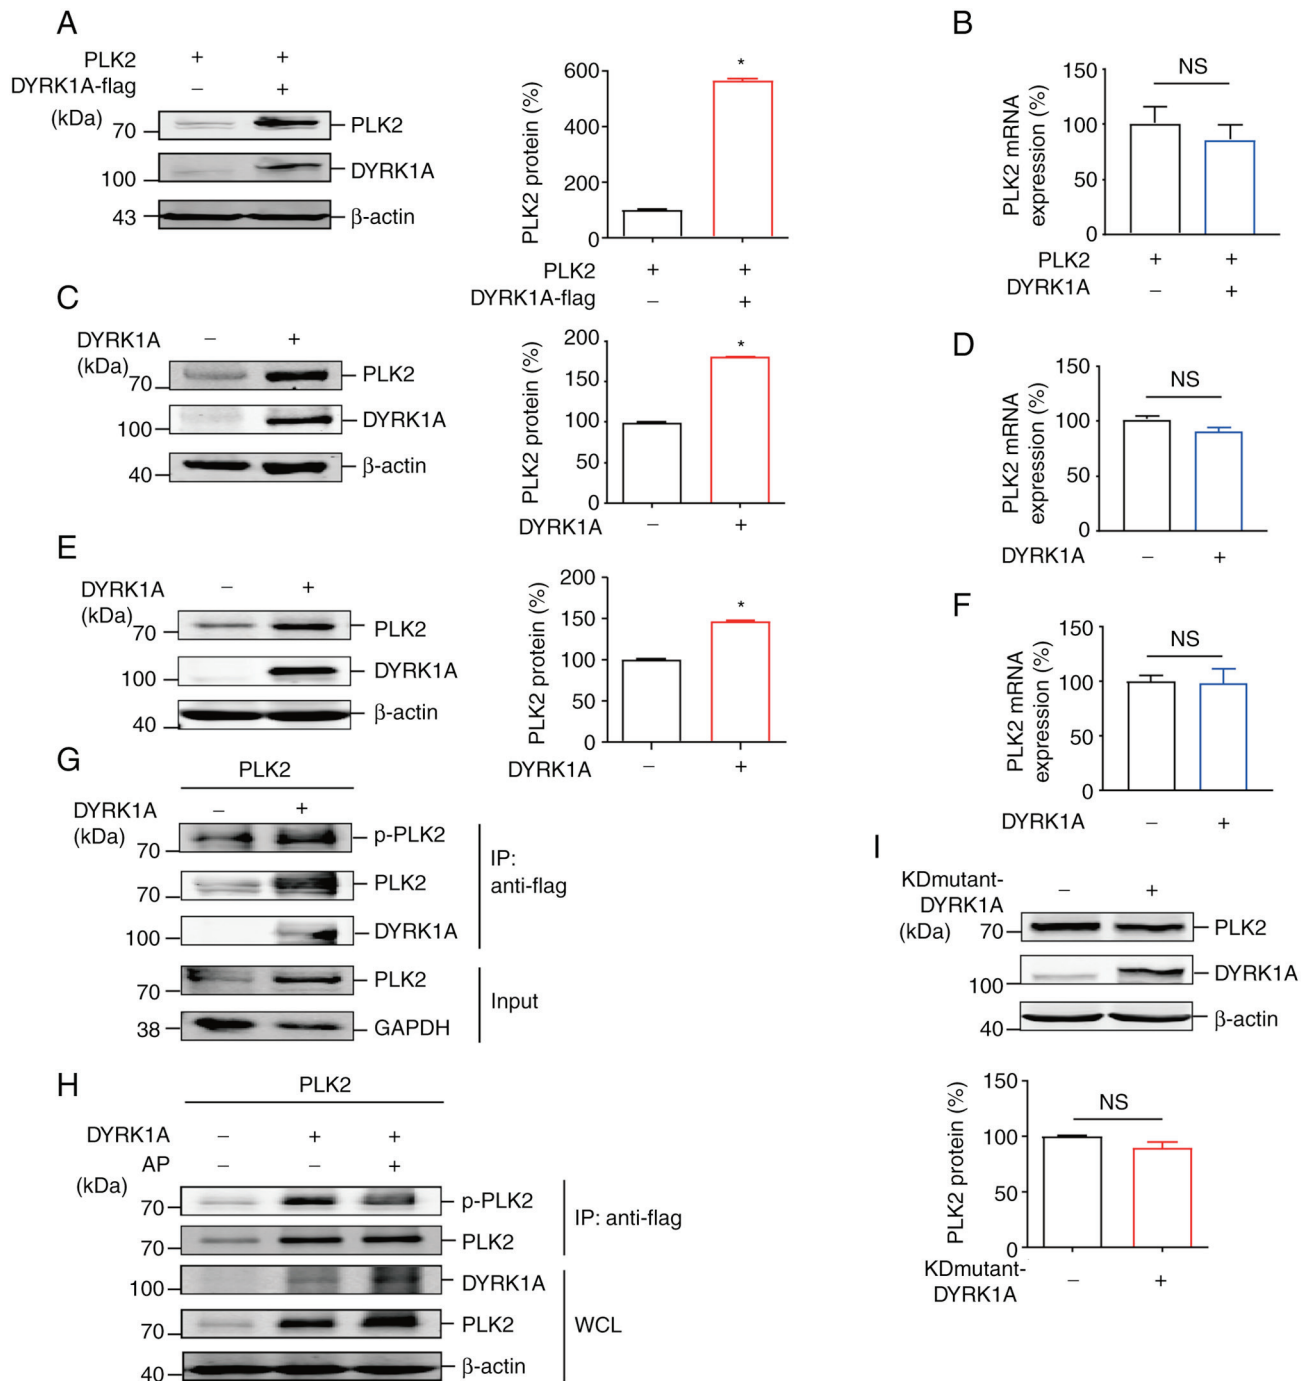 A
PLK2 + +
DYRK1A-flag – +
(kDa)
70 PLK2
100 DYRK1A
43 β-actin
PLK2 protein (%)
600
400
200
0
*
PLK2 + +
DYRK1A-flag – +
B
PLK2 mRNA
expression (%)
150
100
50
0
NS
PLK2 + +
DYRK1A – +
C
DYRK1A – +
(kDa)
70 PLK2
100 DYRK1A
40 β-actin
PLK2 protein (%)
200
150
100
50
0
*
DYRK1A – +
D
PLK2 mRNA
expression (%)
150
100
50
0
NS
DYRK1A – +
E
DYRK1A – +
(kDa)
70 PLK2
100 DYRK1A
40 β-actin
PLK2 protein (%)
200
150
100
50
0
*
DYRK1A – +
F
PLK2 mRNA
expression (%)
150
100
50
0
NS
DYRK1A – +
G
PLK2
DYRK1A – +
(kDa)
70 p-PLK2
70 PLK2
100 DYRK1A
IP:
anti-flag
70 PLK2
38 GAPDH
Input
H
PLK2
DYRK1A – + +
AP – – +
(kDa)
70 p-PLK2
70 PLK2
IP: anti-flag
100 DYRK1A
70 PLK2
40 β-actin
WCL
I
KDmutant-
DYRK1A – +
(kDa)
70 PLK2
100 DYRK1A
40 β-actin
PLK2 protein (%)
150
100
50
0
NS
KDmutant-
DYRK1A – +